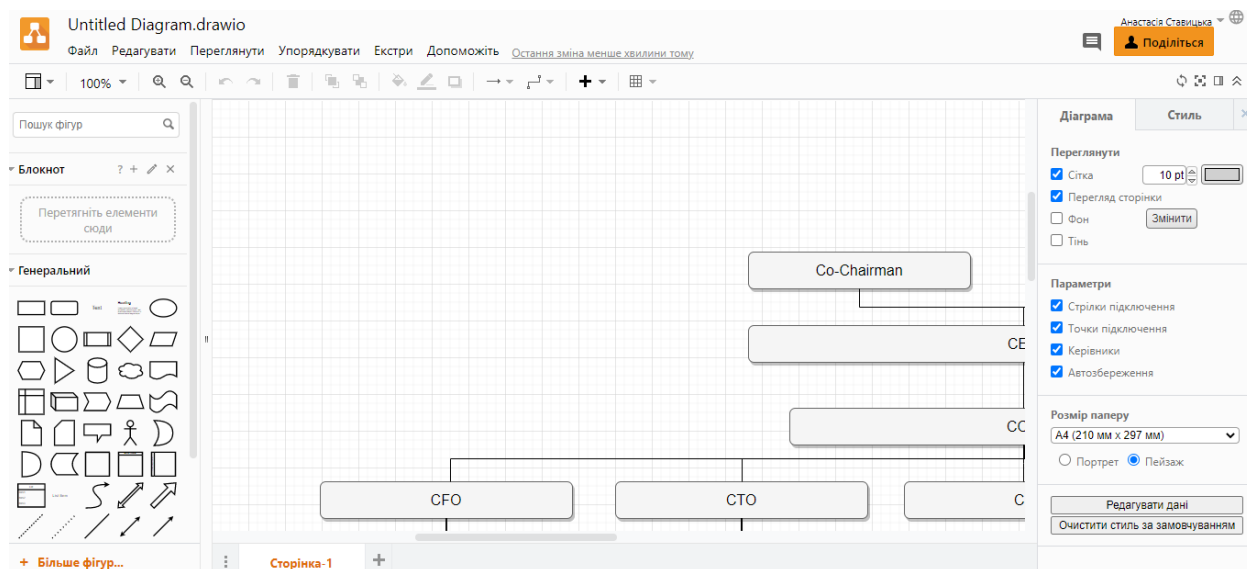 Untitled Diagram.drawio
Анастасія Ставицька
Файл Редагувати Переглянути Упорядкувати Екстри Допоможіть Остання зміна менше хвилини тому
Поділіться
100%
Пошук фігур
Блокнот ? + ×
Перетягніть елементи
сюди
Генеральний
Text
Heading
+ Більше фігур...
Co-Chairman
CE
CO
CFO
CTO
C
Сторінка-1 +
Діаграма
Стиль
Переглянути
Сітка 10 pt
Перегляд сторінки
Фон Змінити
Тінь
Параметри
Стрілки підключення
Точки підключення
Керівники
Автозбереження
Розмір паперу
A4 (210 мм x 297 мм)
Портрет Пейзаж
Редагувати дані
Очистити стиль за замовчуванням